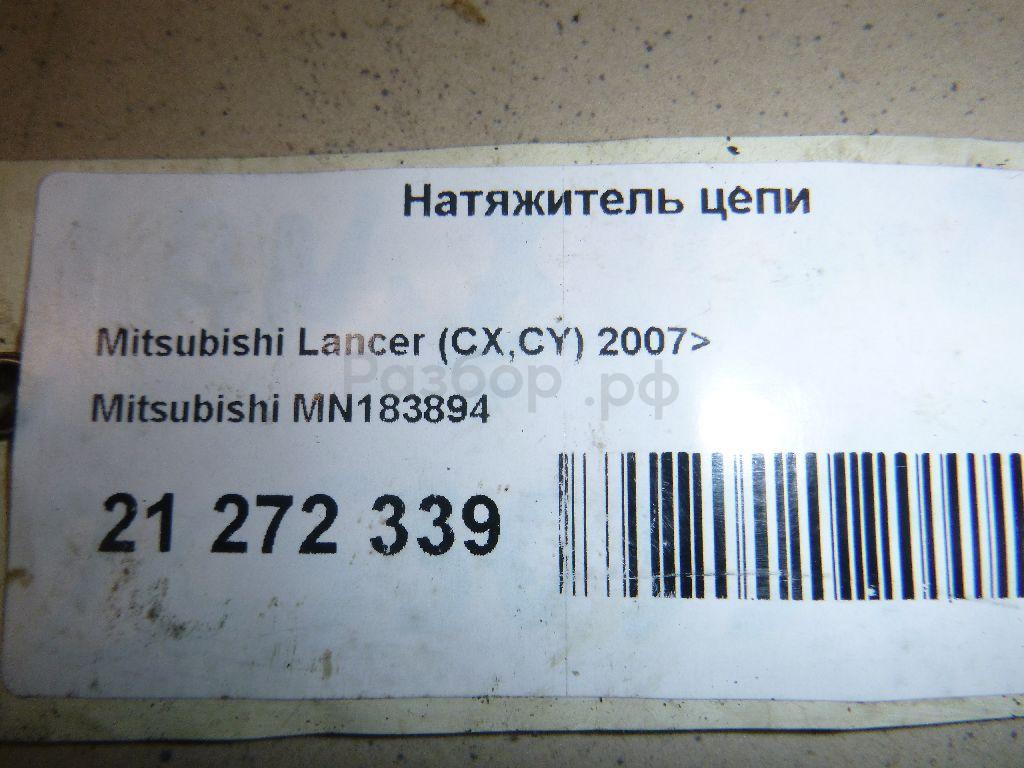 Натяжитель цепи
Mitsubishi Lancer (CX,CY) 2007>
Разбор.рф
Mitsubishi MN183894
21 272 339